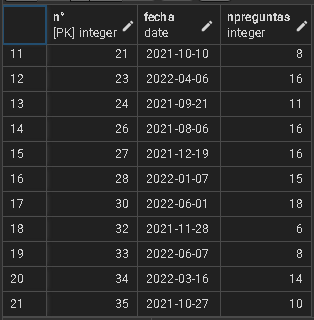 n° fecha npreguntas
[PK] integer date integer
11 21 2021-10-10 8
12 23 2022-04-06 16
13 24 2021-09-21 11
14 26 2021-08-06 16
15 27 2021-12-19 16
16 28 2022-01-07 15
17 30 2022-06-01 18
18 32 2021-11-28 6
19 33 2022-06-07 8
20 34 2022-03-16 14
21 35 2021-10-27 10